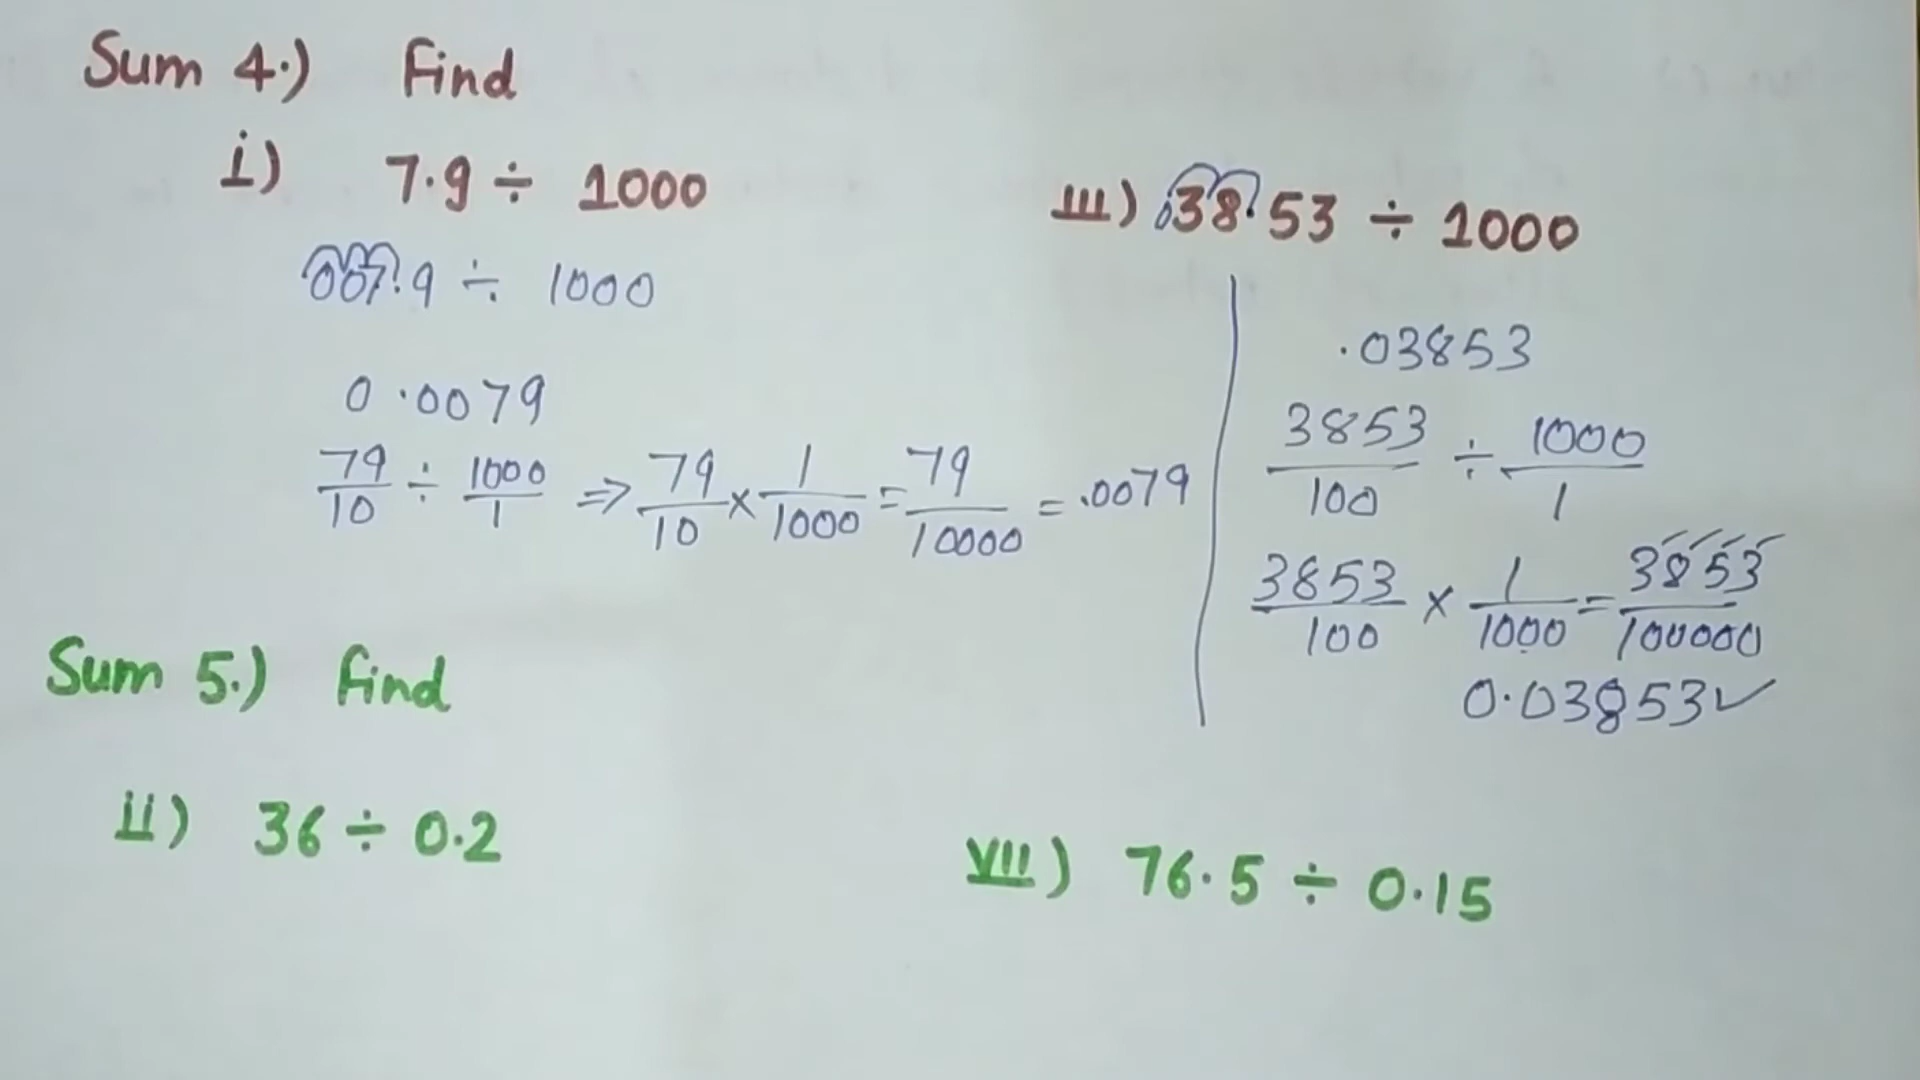 Sum 4.) Find
i) 7.9 ÷ 1000
007.9 ÷ 1000
0.0079
79/10 ÷ 1000/1 ⇒ 79/10 × 1/1000 = 79/10000 = .0079
iii) 038.53 ÷ 1000
.03853
3853/100 ÷ 1000/1
3853/100 × 1/1000 = 3853/100000
0.03853✓
Sum 5.) Find
ii) 36 ÷ 0.2
vii) 76.5 ÷ 0.15